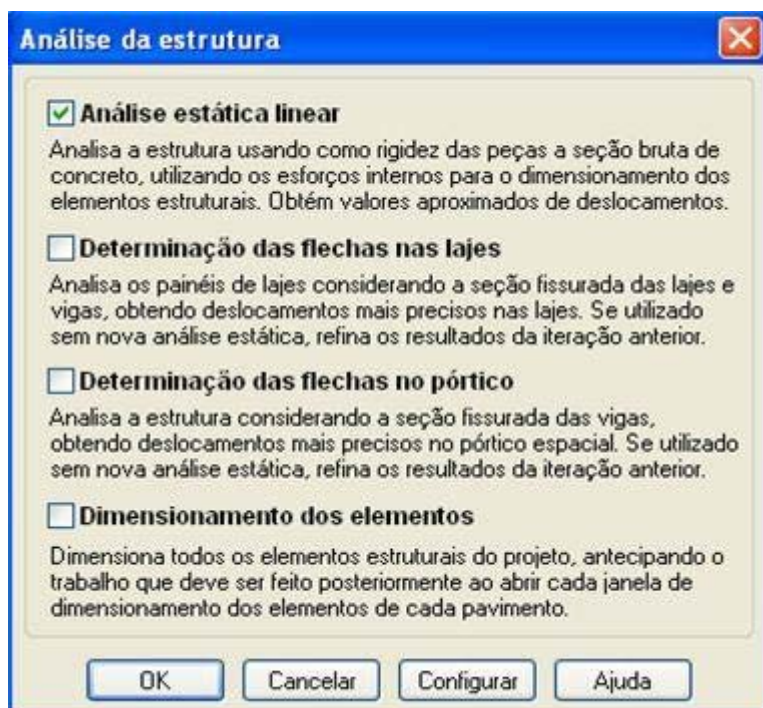 Análise da estrutura
Análise estática linear
Analisa a estrutura usando como rigidez das peças a seção bruta de
concreto, utilizando os esforços internos para o dimensionamento dos
elementos estruturais. Obtém valores aproximados de deslocamentos.
Determinação das flechas nas lajes
Analisa os painéis de lajes considerando a seção fissurada das lajes e
vigas, obtendo deslocamentos mais precisos nas lajes. Se utilizado
sem nova análise estática, refina os resultados da iteração anterior.
Determinação das flechas no pórtico
Analisa a estrutura considerando a seção fissurada das vigas,
obtendo deslocamentos mais precisos no pórtico espacial. Se utilizado
sem nova análise estática, refina os resultados da iteração anterior.
Dimensionamento dos elementos
Dimensiona todos os elementos estruturais do projeto, antecipando o
trabalho que deve ser feito posteriormente ao abrir cada janela de
dimensionamento dos elementos de cada pavimento.
OK Cancelar Configurar Ajuda